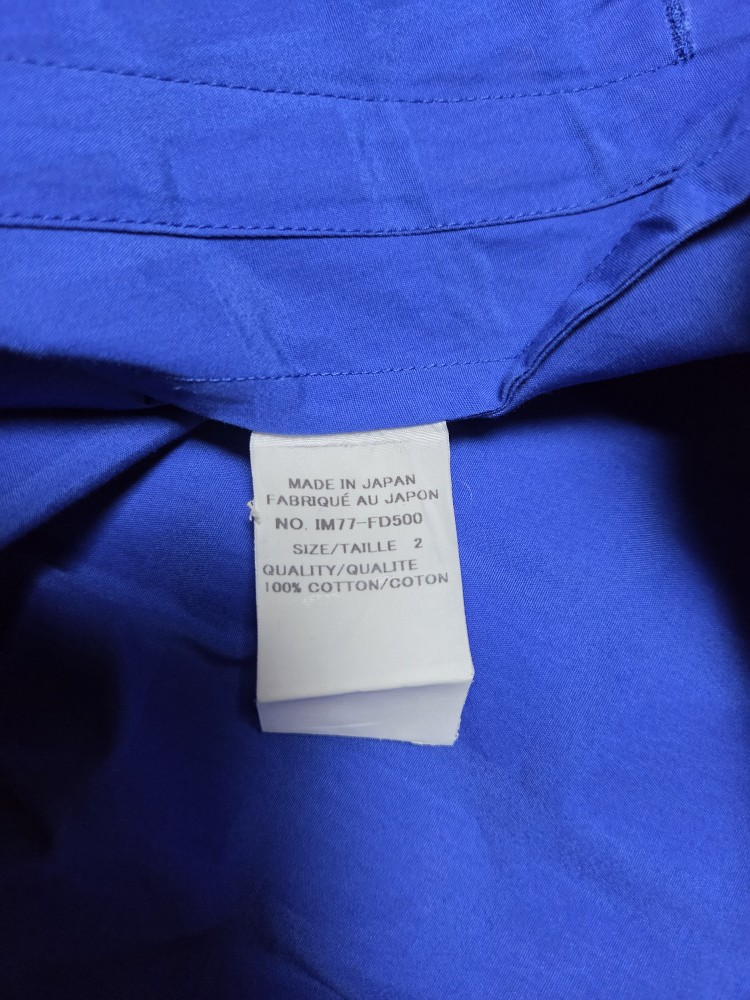 MADE IN JAPAN
FABRIQUÉ AU JAPON
NO. IM77-FD500
SIZE/TAILLE 2
QUALITY/QUALITE
100% COTTON/COTON